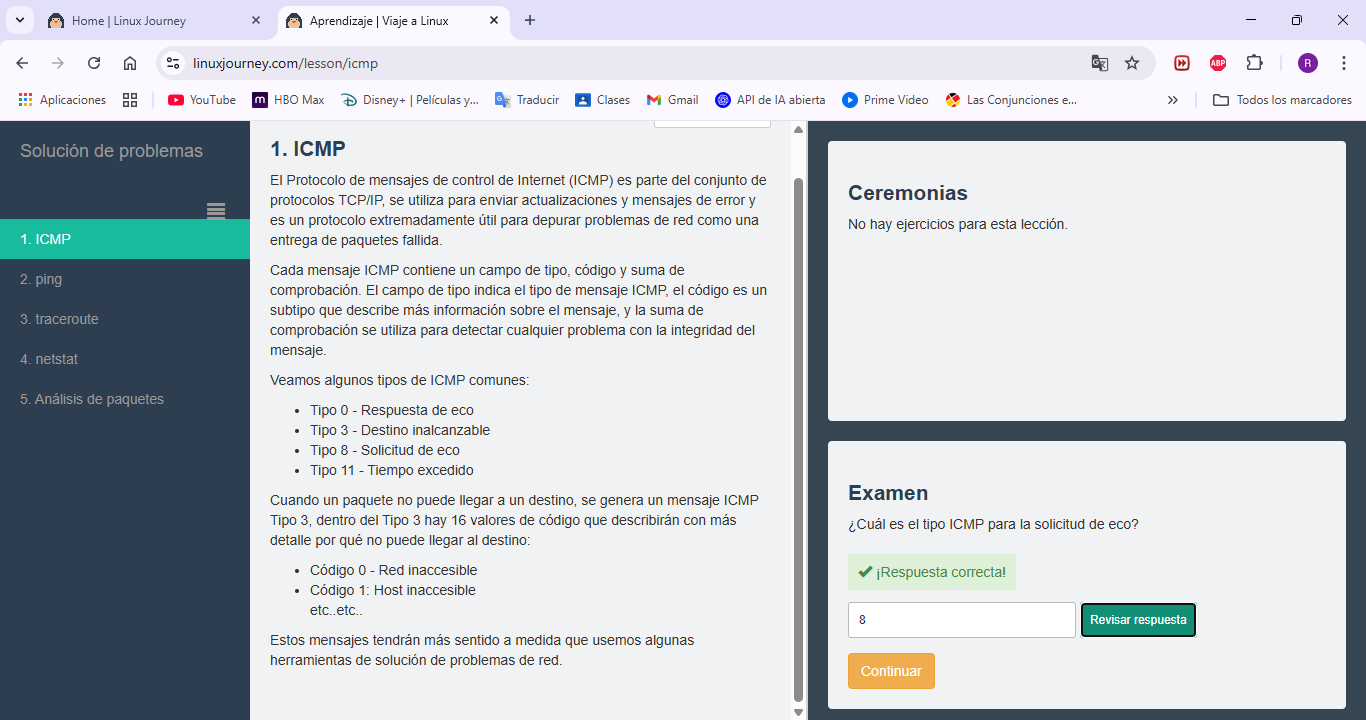 Home | Linux Journey
Aprendizaje | Viaje a Linux
linuxjourney.com/lesson/icmp
ABP
R
Aplicaciones
YouTube
HBO Max
Disney+ | Películas y...
Traducir
Clases
Gmail
API de IA abierta
Prime Video
Las Conjunciones e...
Todos los marcadores
Solución de problemas
1. ICMP
2. ping
3. traceroute
4. netstat
5. Análisis de paquetes
1. ICMP
El Protocolo de mensajes de control de Internet (ICMP) es parte del conjunto de
protocolos TCP/IP, se utiliza para enviar actualizaciones y mensajes de error y
es un protocolo extremadamente útil para depurar problemas de red como una
entrega de paquetes fallida.
Cada mensaje ICMP contiene un campo de tipo, código y suma de
comprobación. El campo de tipo indica el tipo de mensaje ICMP, el código es un
subtipo que describe más información sobre el mensaje, y la suma de
comprobación se utiliza para detectar cualquier problema con la integridad del
mensaje.
Veamos algunos tipos de ICMP comunes:
• Tipo 0 - Respuesta de eco
• Tipo 3 - Destino inalcanzable
• Tipo 8 - Solicitud de eco
• Tipo 11 - Tiempo excedido
Cuando un paquete no puede llegar a un destino, se genera un mensaje ICMP
Tipo 3, dentro del Tipo 3 hay 16 valores de código que describirán con más
detalle por qué no puede llegar al destino:
• Código 0 - Red inaccesible
• Código 1: Host inaccesible
etc..etc..
Estos mensajes tendrán más sentido a medida que usemos algunas
herramientas de solución de problemas de red.
Ceremonias
No hay ejercicios para esta lección.
Examen
¿Cuál es el tipo ICMP para la solicitud de eco?
¡Respuesta correcta!
8
Revisar respuesta
Continuar